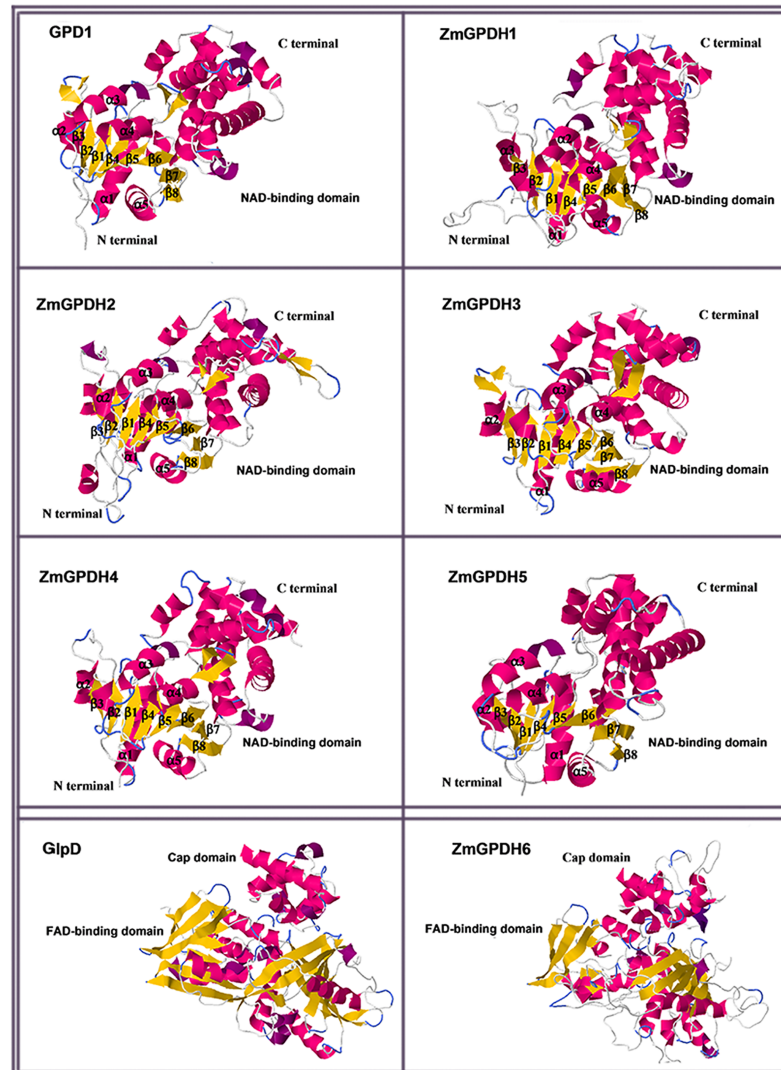 GPD1
C terminal
α3
α2
β3
α4
β2
β1
β4
β5
β6
β7
β8
α1
α5
NAD-binding domain
N terminal
ZmGPDH1
C terminal
α2
α3
β3
α4
β2
β5
β6
β7
β1
β4
β8
α5
α1
NAD-binding domain
N terminal
ZmGPDH2
C terminal
α3
α2
α4
β3
β2
β1
β4
β5
β6
β7
α1
β8
α5
NAD-binding domain
N terminal
ZmGPDH3
C terminal
α3
α2
α4
β3
β2
β1
β4
β5
β6
β7
β8
α1
α5
NAD-binding domain
N terminal
ZmGPDH4
C terminal
α3
α2
α4
β3
β2
β1
β4
β5
β6
β7
β8
α1
α5
NAD-binding domain
N terminal
ZmGPDH5
C terminal
α3
α4
α2
β3
β2
β1
β4
β5
β6
β7
β8
α1
α5
NAD-binding domain
N terminal
GlpD
Cap domain
FAD-binding domain
ZmGPDH6
Cap domain
FAD-binding domain